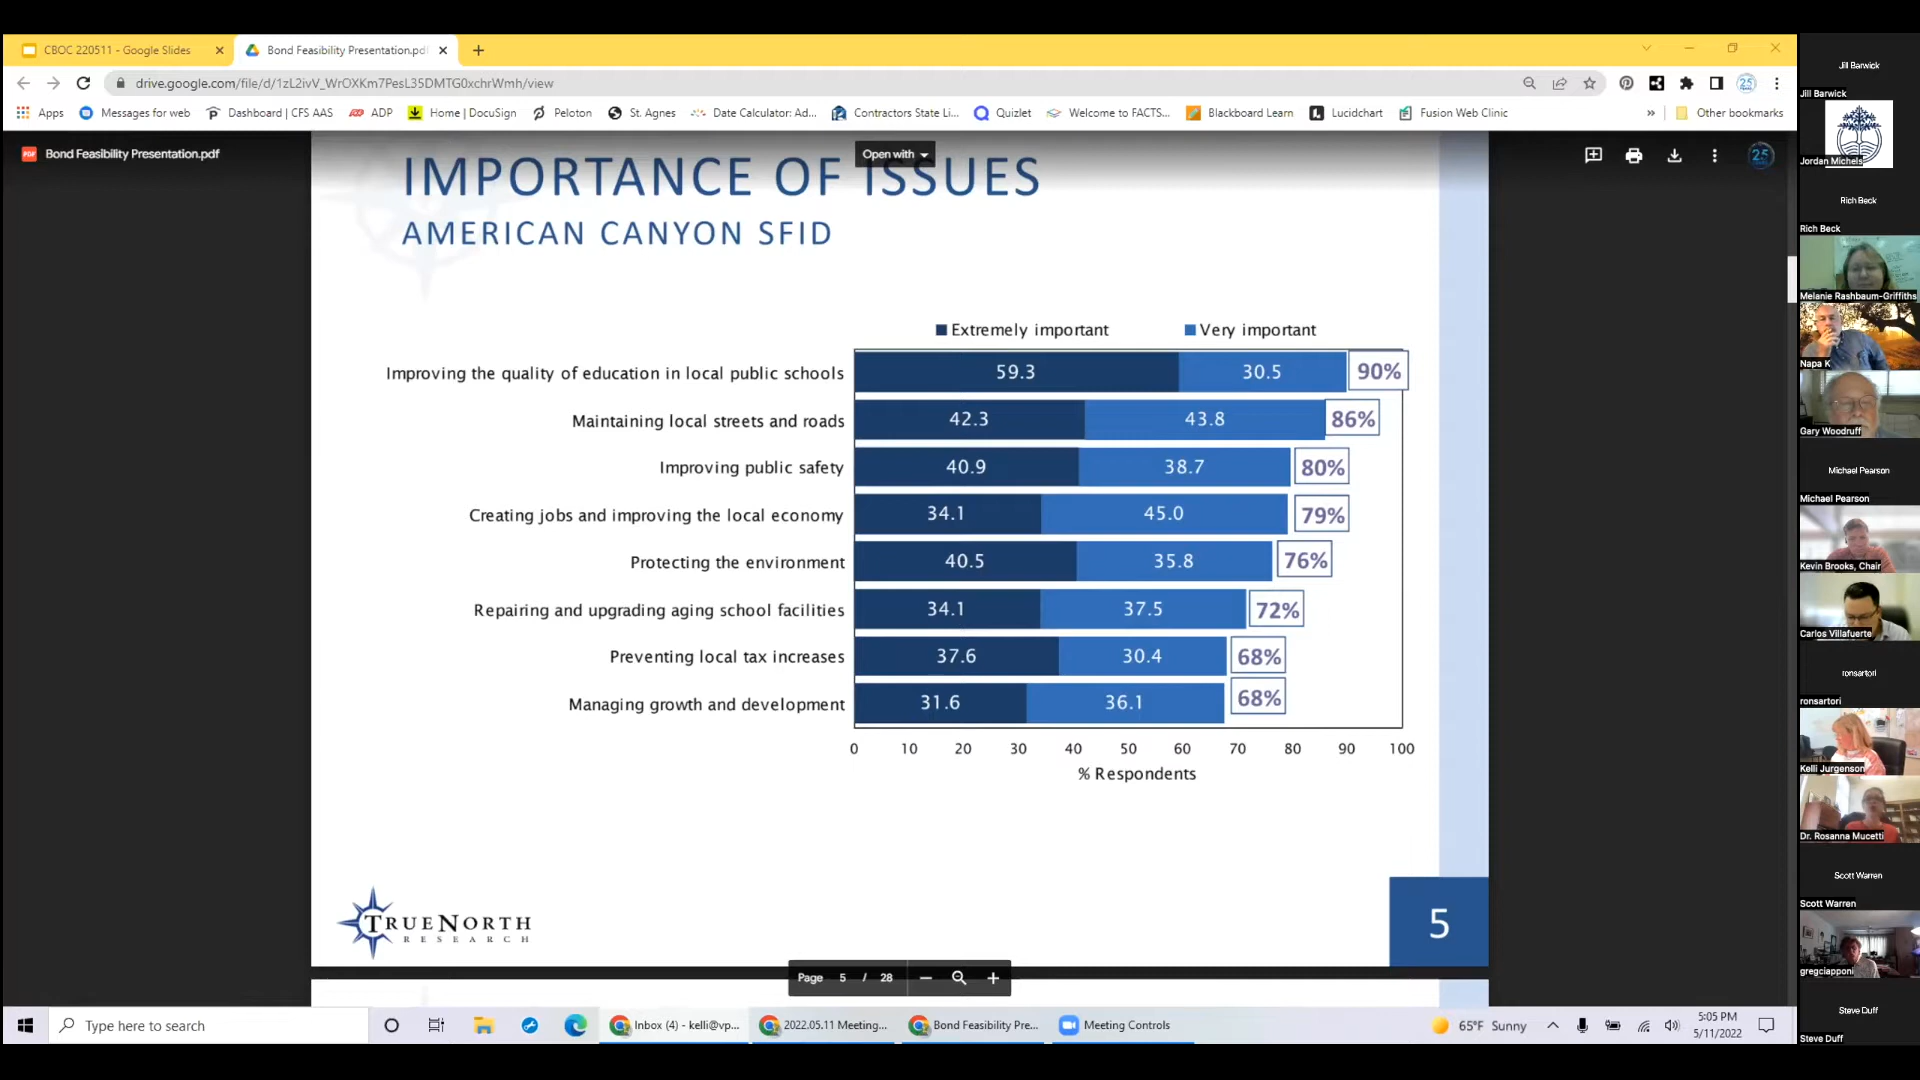 CBOC 220511 - Google Slides
Bond Feasibility Presentation.pdf
drive.google.com/file/d/1zL2ivV_WrOXKm7PesL35DMTG0xchrWmh/view
Apps
Messages for web
Dashboard | CFS AAS
ADP
Home | DocuSign
Peloton
St. Agnes
Date Calculator: Ad...
Contractors State Li...
Quizlet
Welcome to FACTS...
Blackboard Learn
Lucidchart
Fusion Web Clinic
»
Other bookmarks
Bond Feasibility Presentation.pdf
Open with
IMPORTANCE OF ISSUES
AMERICAN CANYON SFID
Extremely important
Very important
Improving the quality of education in local public schools 59.3 30.5 90%
Maintaining local streets and roads 42.3 43.8 86%
Improving public safety 40.9 38.7 80%
Creating jobs and improving the local economy 34.1 45.0 79%
Protecting the environment 40.5 35.8 76%
Repairing and upgrading aging school facilities 34.1 37.5 72%
Preventing local tax increases 37.6 30.4 68%
Managing growth and development 31.6 36.1 68%
0 10 20 30 40 50 60 70 80 90 100
% Respondents
TRUENORTH
RESEARCH
5
Page 5 / 28
Type here to search
Inbox (4) - kelli@vp...
2022.05.11 Meeting...
Bond Feasibility Pre...
Meeting Controls
65°F Sunny
5:05 PM
5/11/2022
Jill Barwick
Jill Barwick
Jordan Michels
Rich Beck
Rich Beck
Melanie Rashbaum-Griffiths
Napa K
Gary Woodruff
Michael Pearson
Michael Pearson
Kevin Brooks, Chair
Carlos Villafuerte
ronsartori
ronsartori
Kelli Jurgenson
Dr. Rosanna Mucetti
Scott Warren
Scott Warren
gregciapponi
Steve Duff
Steve Duff